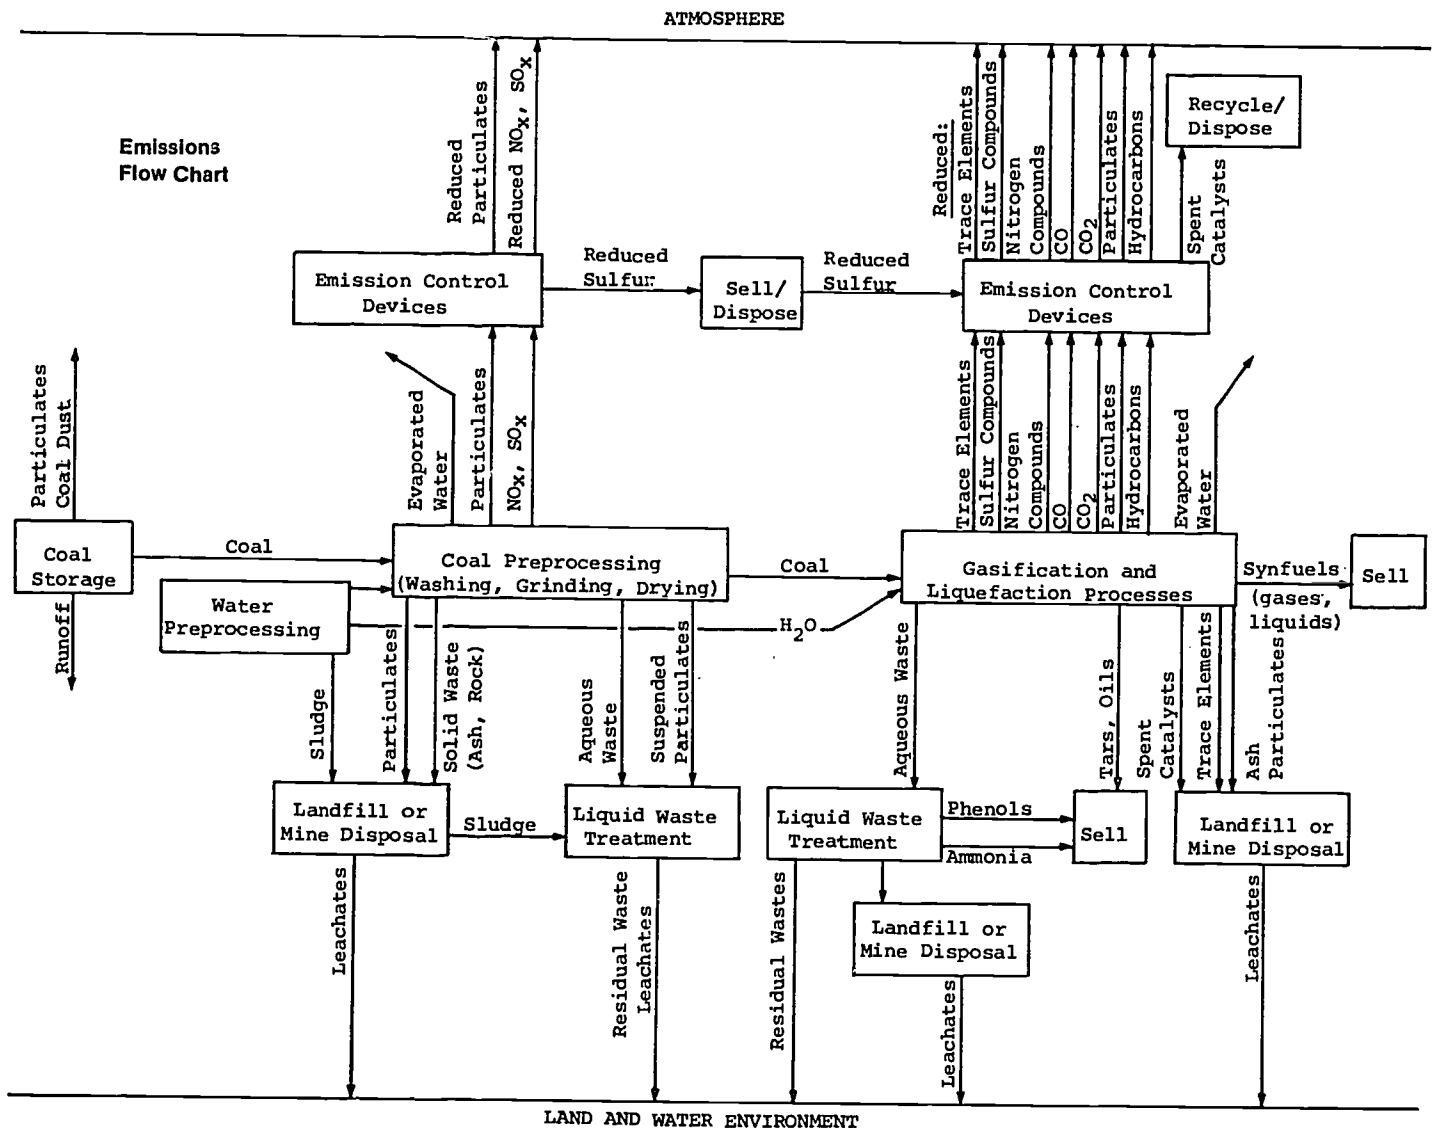 ATMOSPHERE
Emissions
Flow Chart
Reduced
Particulates
Reduced NOx, SOx
Reduced:
Trace Elements
Sulfur Compounds
Nitrogen
Compounds
CO
CO2
Particulates
Hydrocarbons
Spent
Catalysts
Recycle/
Dispose
Emission Control
Devices
Reduced
Sulfur
Sell/
Dispose
Reduced
Sulfur
Emission Control
Devices
Particulates
Coal Dust
Evaporated
Water
Particulates
NOx, SOx
Trace Elements
Sulfur Compounds
Nitrogen
Compounds
CO
CO2
Particulates
Hydrocarbons
Evaporated
Water
Coal
Storage
Coal
Coal Preprocessing
(Washing, Grinding, Drying)
Coal
Gasification and
Liquefaction Processes
Synfuels
(gases,
liquids)
Sell
Water
Preprocessing
H2O
Runoff
Sludge
Particulates
Solid Waste
(Ash, Rock)
Aqueous
Waste
Suspended
Particulates
Aqueous Waste
Tars, Oils
Spent
Catalysts
Trace Elements
Ash
Particulates
Landfill or
Mine Disposal
Sludge
Liquid Waste
Treatment
Liquid Waste
Treatment
Phenols
Ammonia
Sell
Landfill or
Mine Disposal
Landfill or
Mine Disposal
Leachates
Residual Waste
Leachates
Residual Wastes
Leachates
Leachates
LAND AND WATER ENVIRONMENT